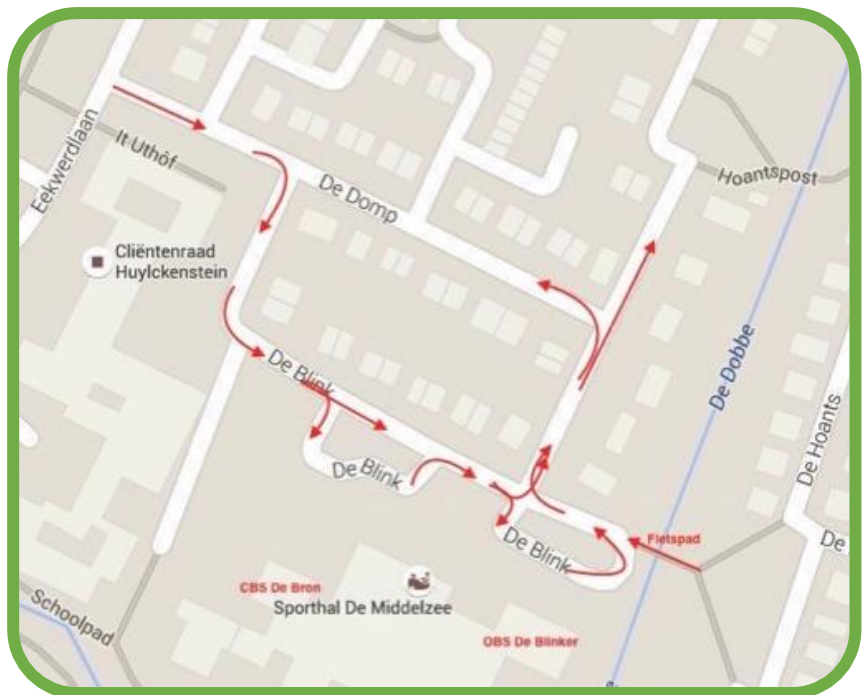 Eekwerdlaan
It Uthôf
De Domp
Hoantspost
Cliëntenraad
Huylckenstein
De Dobbe
De Blink
De Hoants
De Blink
De Blink
Fietspad
De
CBS De Bron
Sporthal De Middelzee
OBS De Blinker
Schoolpad